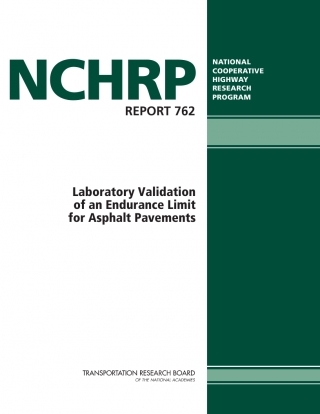 NCHRP
REPORT 762
NATIONAL
COOPERATIVE
HIGHWAY
RESEARCH
PROGRAM
Laboratory Validation
of an Endurance Limit
for Asphalt Pavements
TRANSPORTATION RESEARCH BOARD
OF THE NATIONAL ACADEMIES